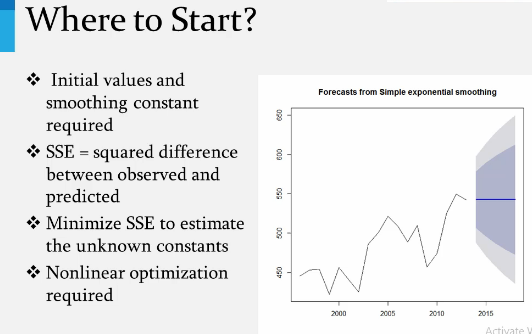 Where to Start?
❖ Initial values and
smoothing constant
required
❖ SSE = squared difference
between observed and
predicted
❖ Minimize SSE to estimate
the unknown constants
❖ Nonlinear optimization
required
Forecasts from Simple exponential smoothing
650
600
550
500
450
2000 2005 2010 2015
Activate